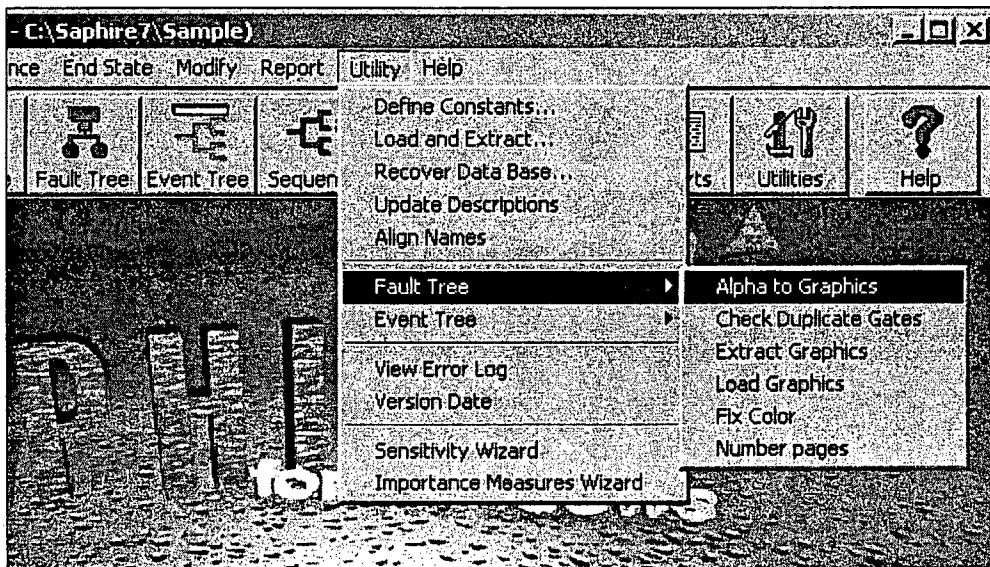 - C:\Saphire7\Sample)
nce End State Modify Report Utility Help
Fault Tree Event Tree Sequen rts Utilities Help
Define Constants...
Load and Extract...
Recover Data Base...
Update Descriptions
Align Names
Fault Tree
Event Tree
View Error Log
Version Date
Sensitivity Wizard
Importance Measures Wizard
Alpha to Graphics
Check Duplicate Gates
Extract Graphics
Load Graphics
Fix Color
Number pages
PHI
for